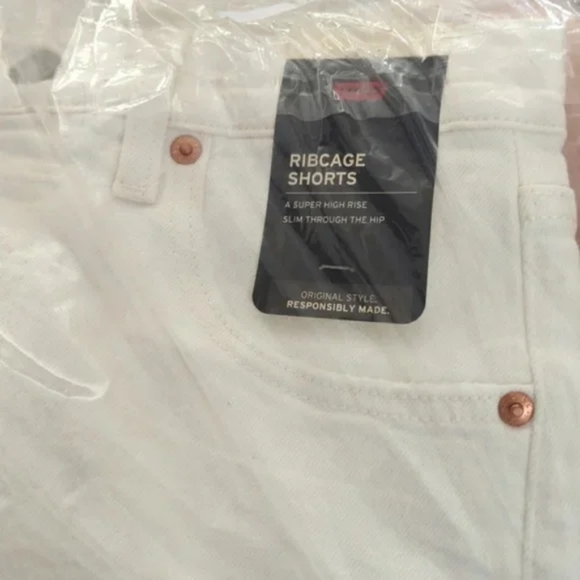 RIBCAGE
SHORTS
A SUPER HIGH RISE
SLIM THROUGH THE HIP
ORIGINAL STYLE.
RESPONSIBLY MADE.